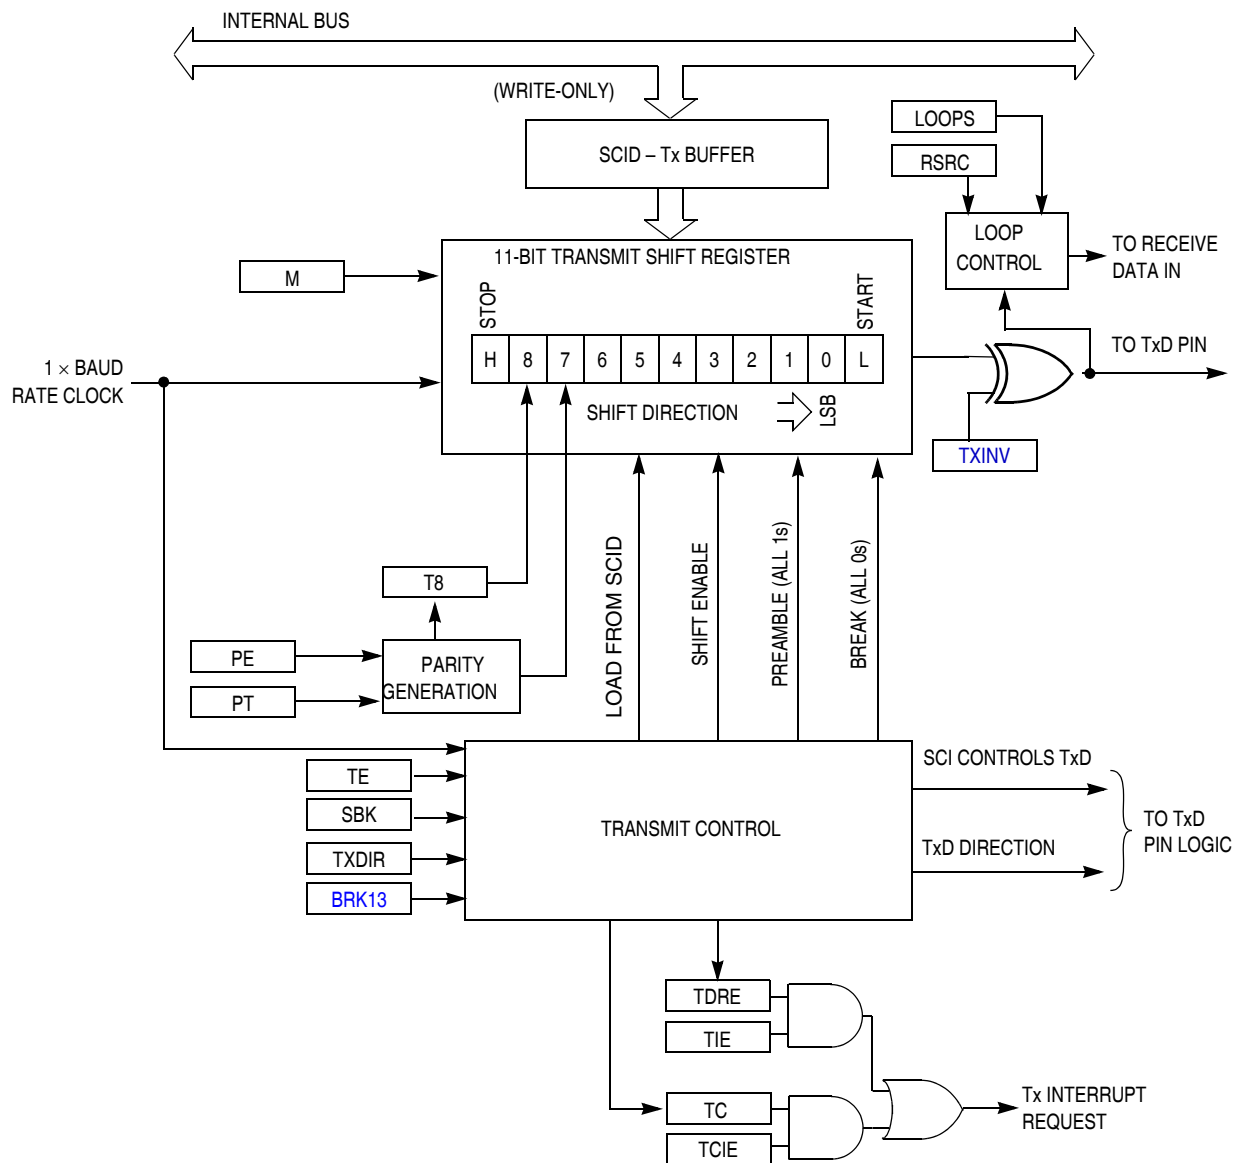 INTERNAL BUS
(WRITE-ONLY)
SCID – Tx BUFFER
LOOPS
RSRC
LOOP
CONTROL
TO RECEIVE
DATA IN
11-BIT TRANSMIT SHIFT REGISTER
M
STOP
START
H 8 7 6 5 4 3 2 1 0 L
1 × BAUD
RATE CLOCK
TO TxD PIN
SHIFT DIRECTION
LSB
TXINV
T8
LOAD FROM SCID
SHIFT ENABLE
PREAMBLE (ALL 1s)
BREAK (ALL 0s)
PE
PT
PARITY
GENERATION
TE
SBK
TXDIR
BRK13
TRANSMIT CONTROL
SCI CONTROLS TxD
TxD DIRECTION
TO TxD
PIN LOGIC
TDRE
TIE
TC
TCIE
Tx INTERRUPT
REQUEST